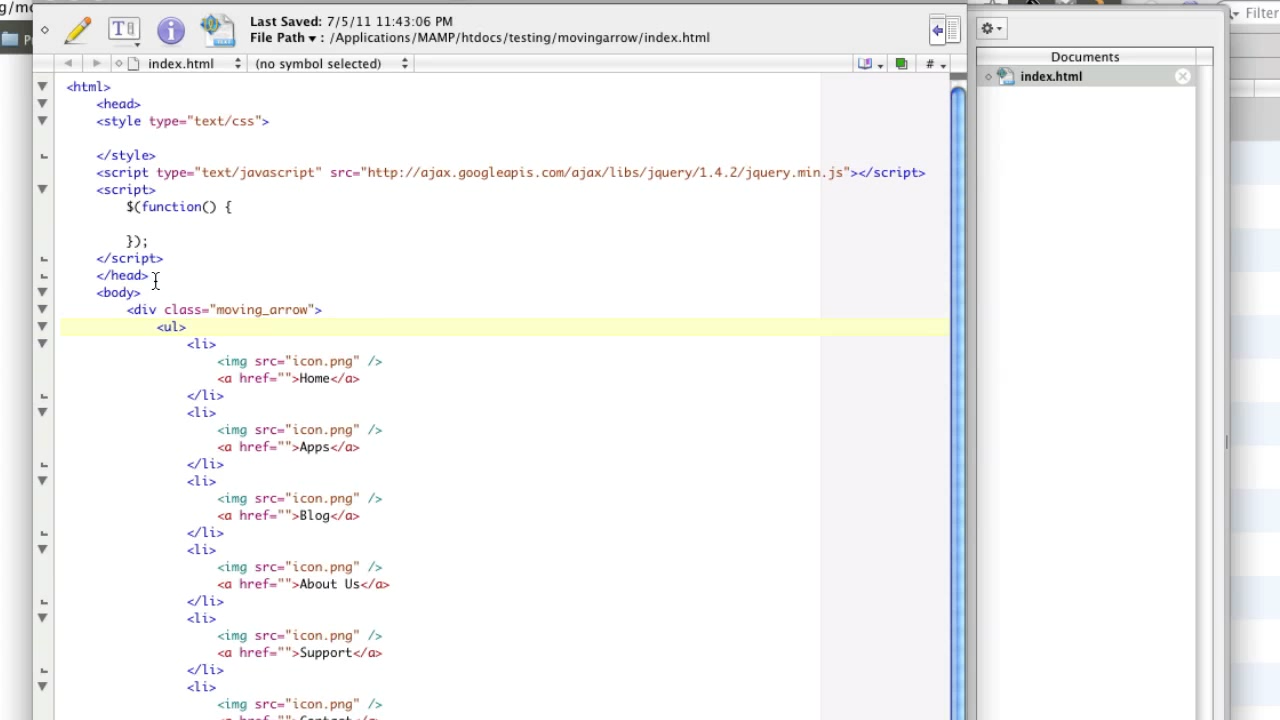 g/mo
Last Saved: 7/5/11 11:43:06 PM
File Path ▾ : /Applications/MAMP/htdocs/testing/movingarrow/index.html
Filter
index.html
(no symbol selected)
#
Documents
index.html
<html>
<head>
<style type="text/css">
</style>
<script type="text/javascript" src="http://ajax.googleapis.com/ajax/libs/jquery/1.4.2/jquery.min.js"></script>
<script>
$(function() {
});
</script>
</head>
<body>
<div class="moving_arrow">
<ul>
<li>
<img src="icon.png" />
<a href="">Home</a>
</li>
<li>
<img src="icon.png" />
<a href="">Apps</a>
</li>
<li>
<img src="icon.png" />
<a href="">Blog</a>
</li>
<li>
<img src="icon.png" />
<a href="">About Us</a>
</li>
<li>
<img src="icon.png" />
<a href="">Support</a>
</li>
<li>
<img src="icon.png" />
<a href="">Contact</a>